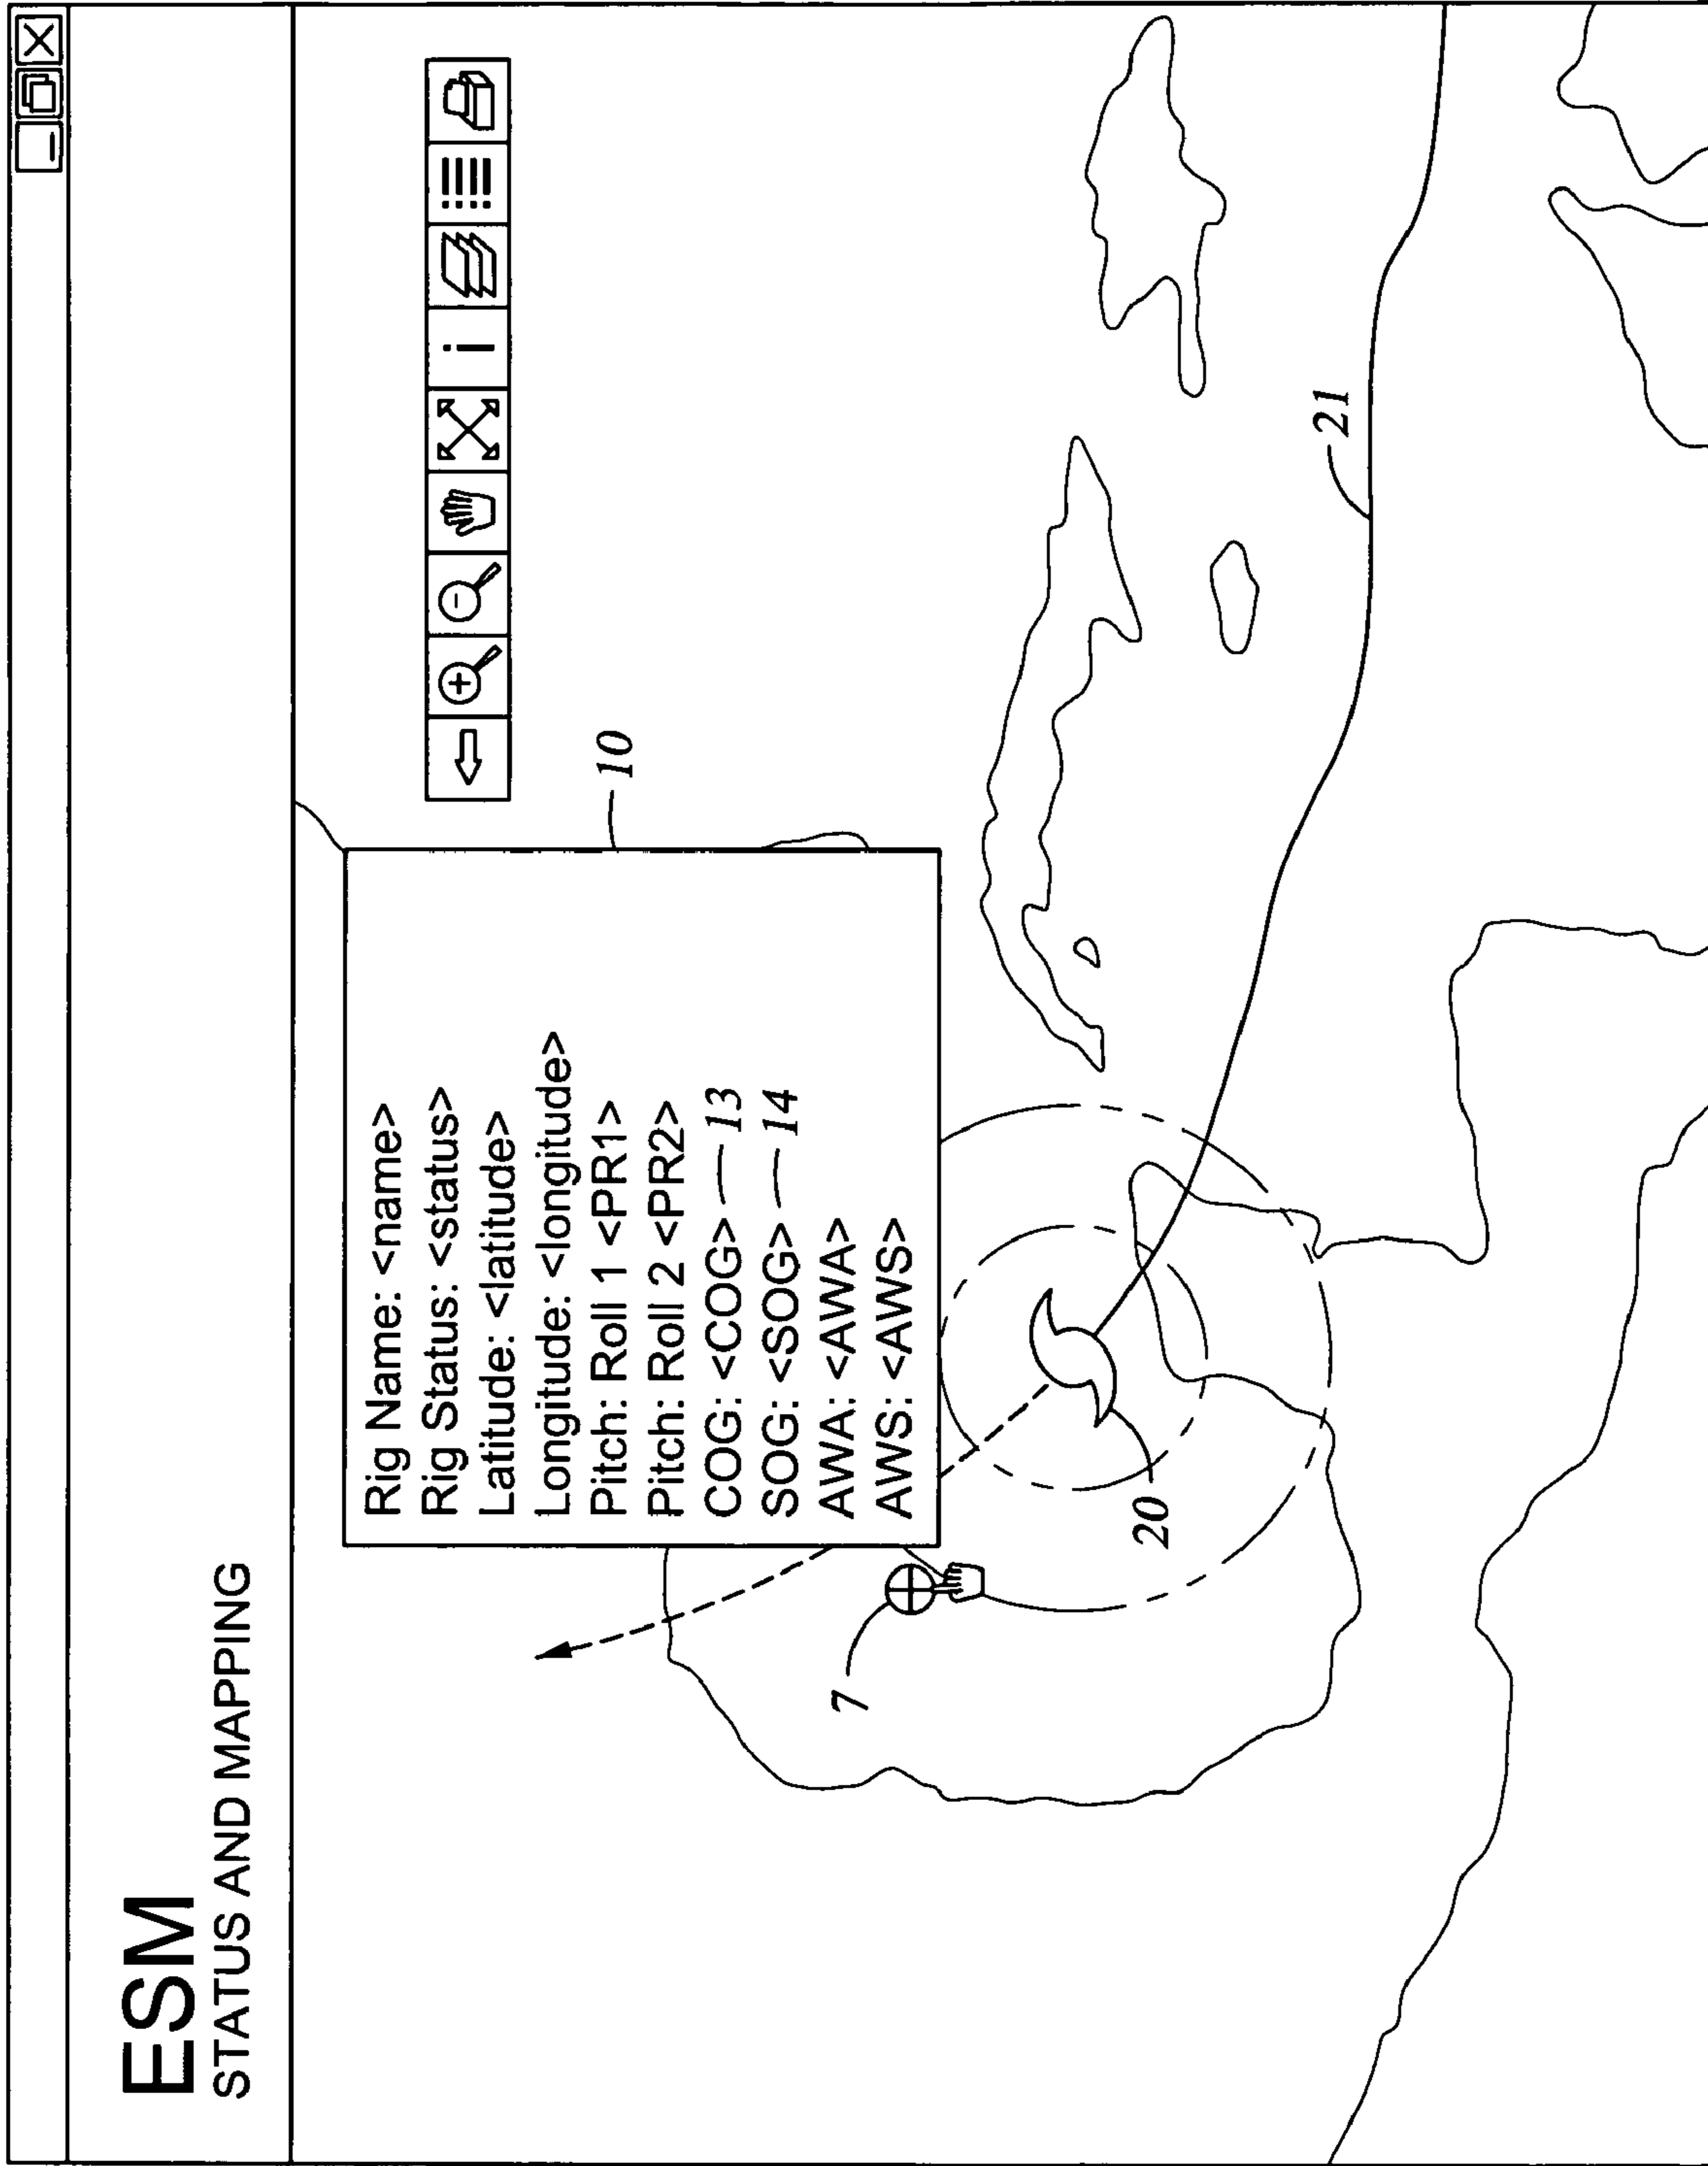 ESM
STATUS AND MAPPING
Rig Name: <name>
Rig Status: <status>
Latitude: <latitude>
Longitude: <longitude>
Pitch: Roll 1 <PR1>
Pitch: Roll 2 <PR2>
COG: <COG> 13
SOG: <SOG> 14
AWA: <AWA>
AWS: <AWS>
10
i
7
20
21